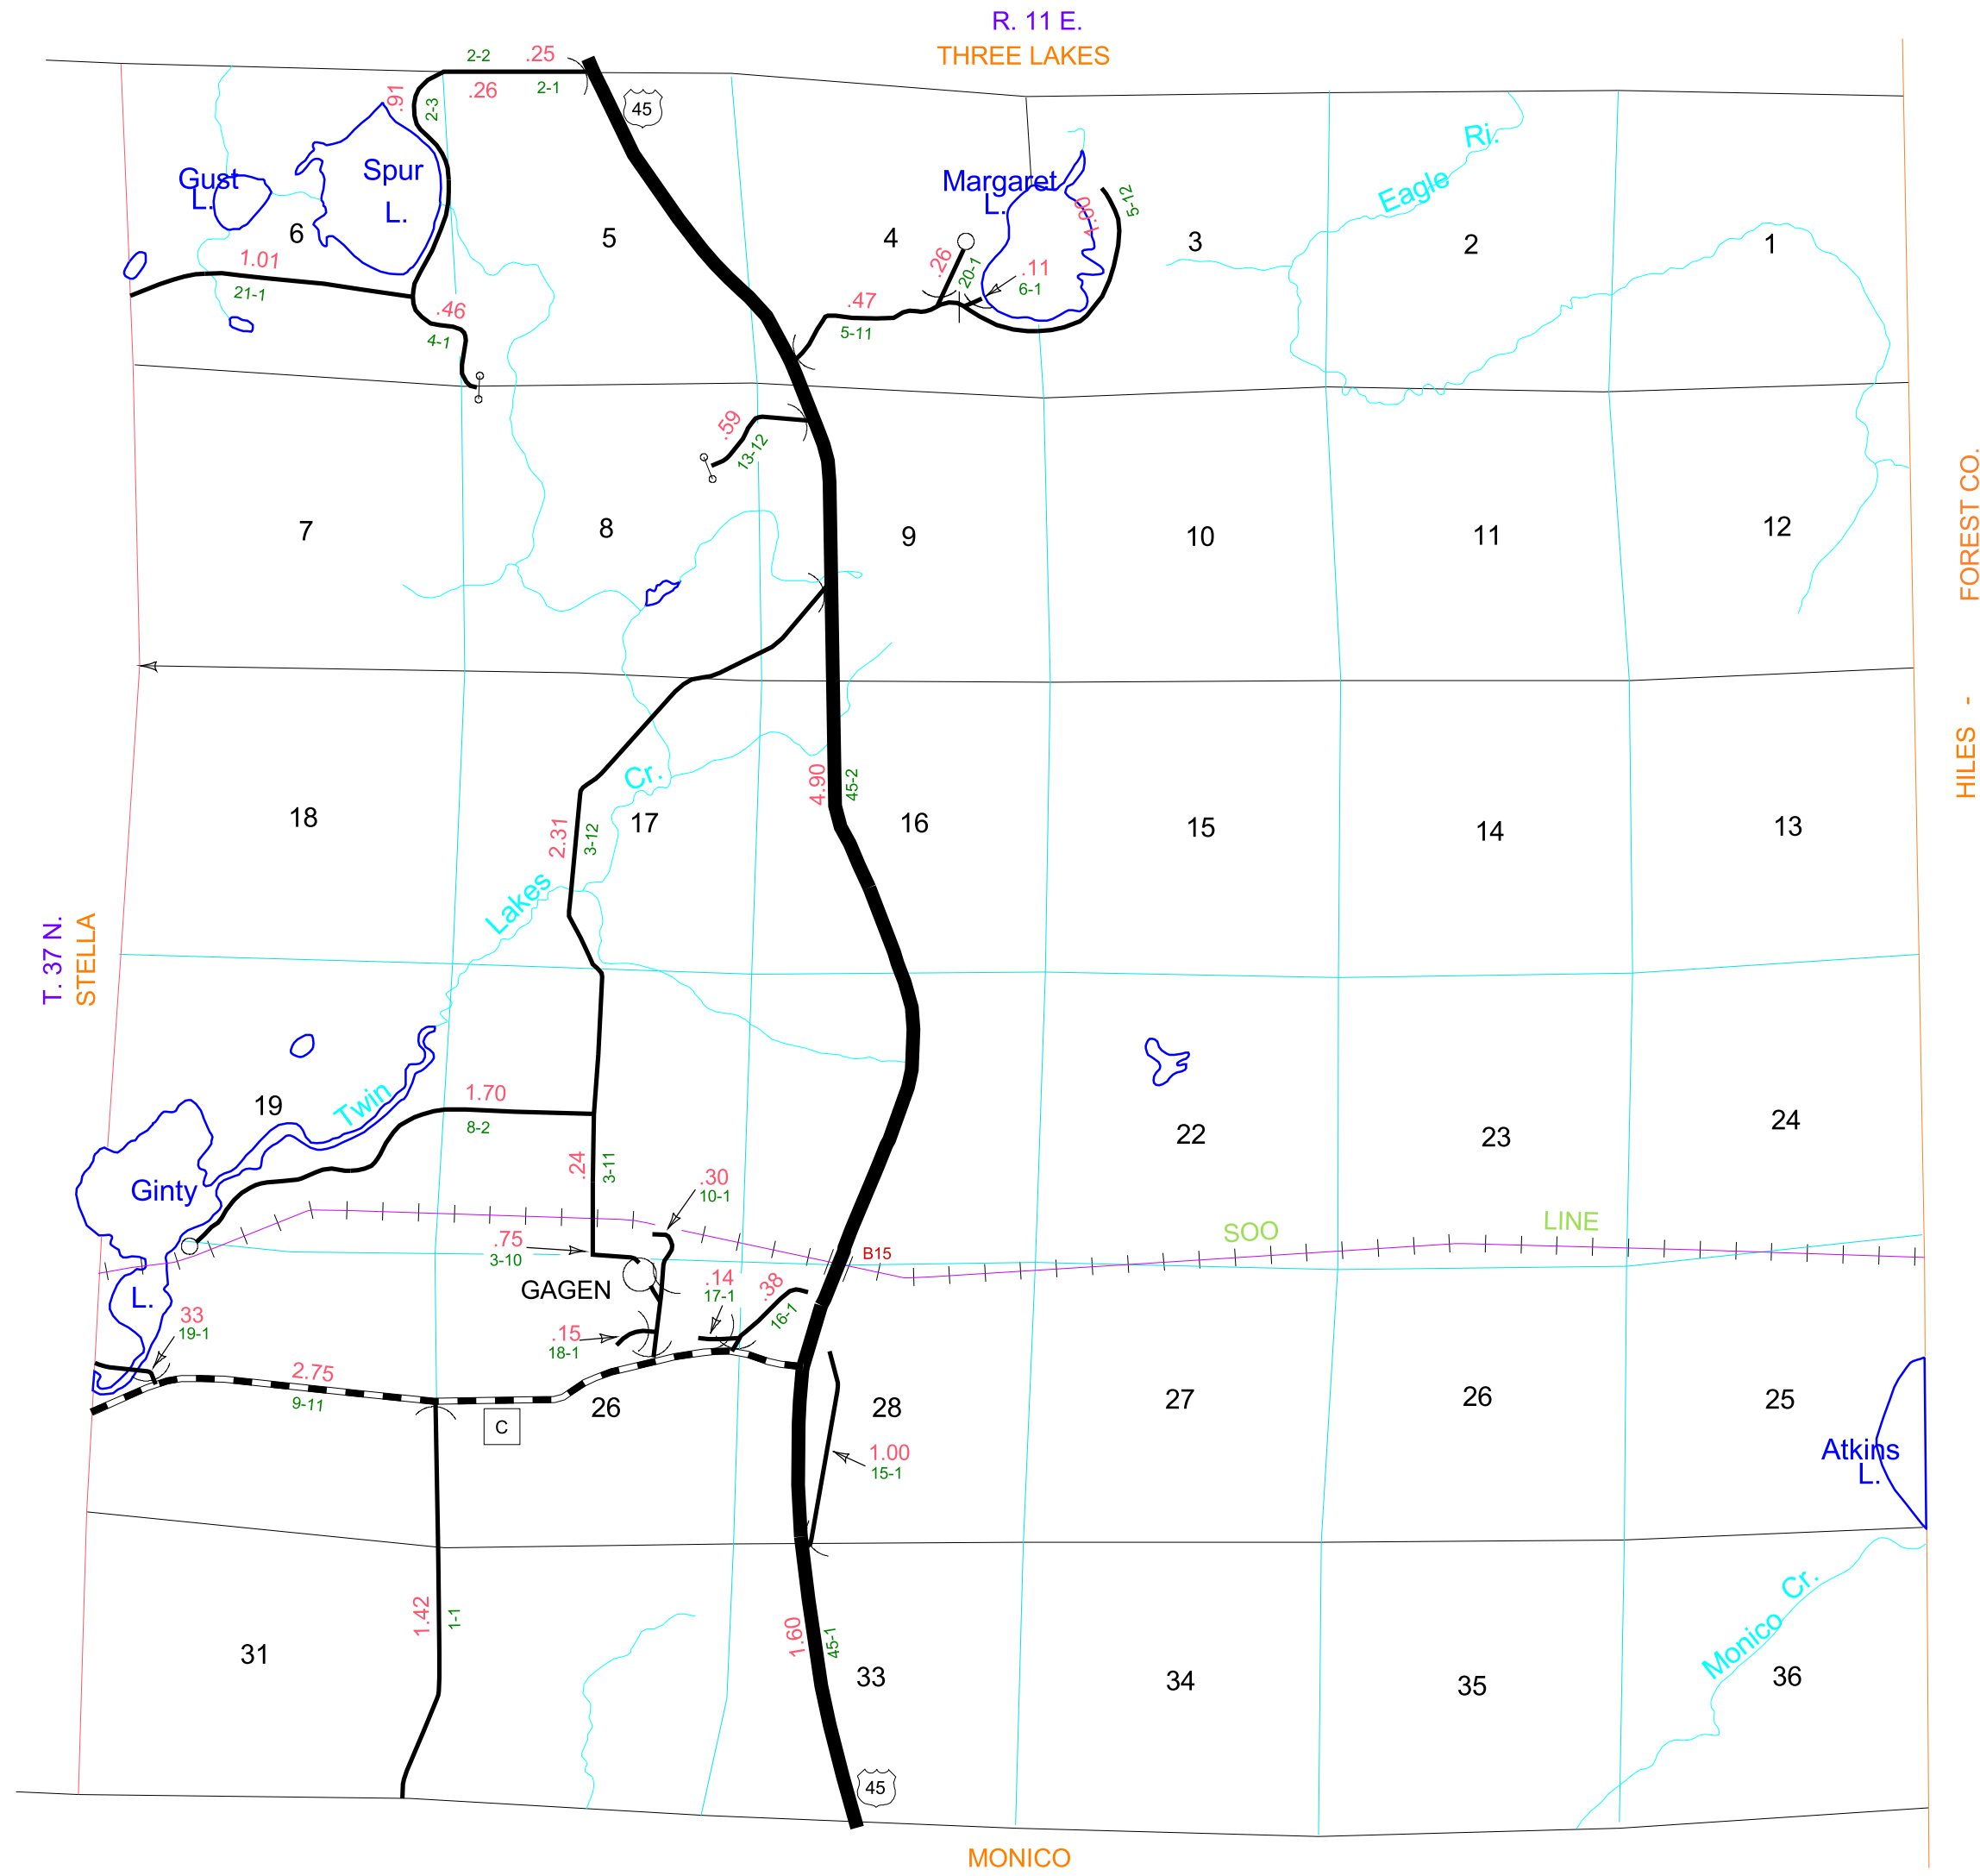 R. 11 E.
THREE LAKES
2-2
.25
.26
2-1
.91
2-3
45
Gust
L.
Spur
L.
6
5
Margaret
L.
4
1.00
5-12
3
Eagle
Ri.
2
1
1.01
21-1
.26
20-1
.11
6-1
.46
4-1
.47
5-11
.59
13-12
7
8
9
10
11
12
FOREST CO.
HILES -
18
Cr.
17
4.90
45-2
16
15
14
13
2.31
3-12
Lakes
T. 37 N.
STELLA
19
Twin
1.70
8-2
22
23
24
Ginty
L.
.24
3-11
.30
10-1
.75
3-10
B15
SOO
LINE
GAGEN
.14
17-1
.38
16-1
.15
18-1
33
19-1
2.75
9-11
C
26
28
27
26
25
1.00
15-1
Atkins
L.
1.42
1-1
1.60
45-1
31
33
34
35
36
Monico
Cr.
45
MONICO